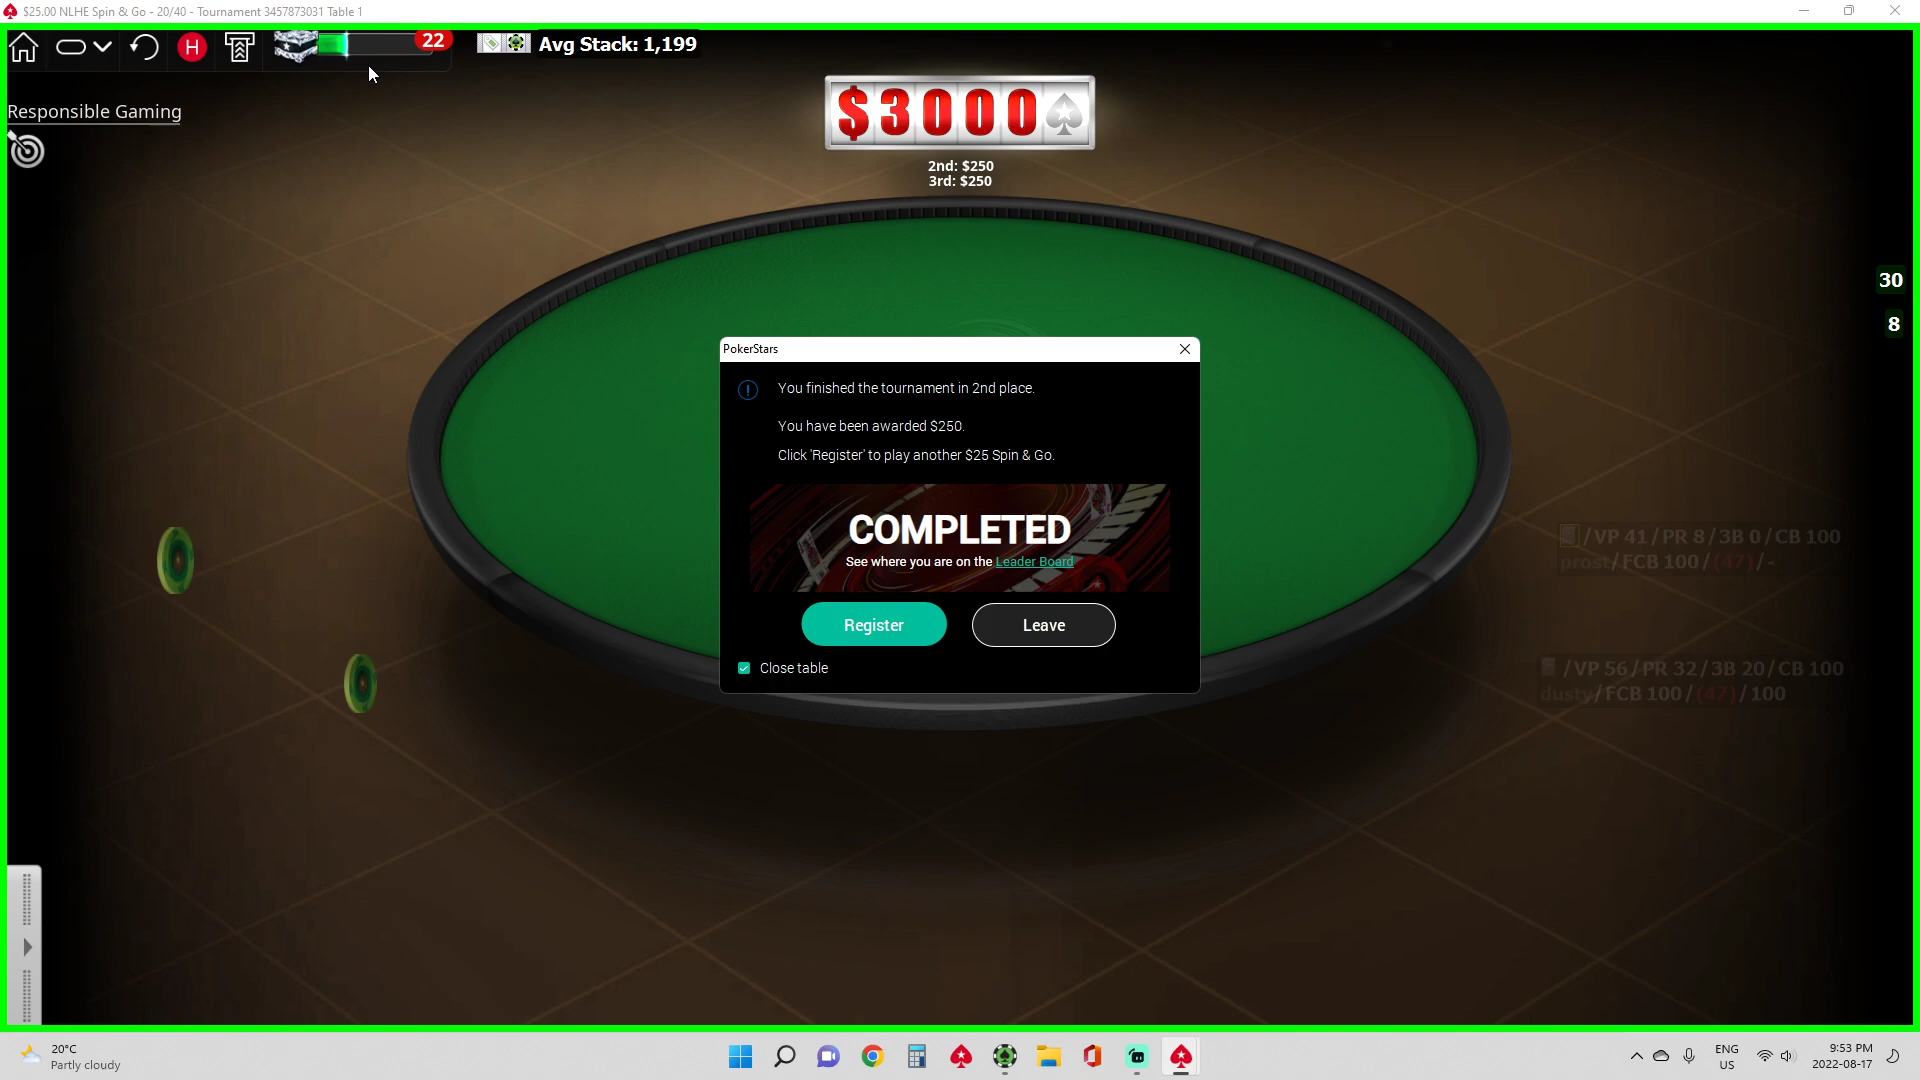 $25.00 NLHE Spin & Go - 20/40 - Tournament 3457873031 Table 1
H
22
Avg Stack: 1,199
Responsible Gaming
$3000
2nd: $250
3rd: $250
30
8
PokerStars
You finished the tournament in 2nd place.
You have been awarded $250.
Click 'Register' to play another $25 Spin & Go.
COMPLETED
See where you are on the Leader Board
Register
Leave
Close table
/VP 41/PR 8/3B 0/CB 100
prost/FCB 100/(47)/-
/VP 56/PR 32/3B 20/CB 100
dusty/FCB 100/(47)/100
20°C
Partly cloudy
ENG
US
9:53 PM
2022-08-17